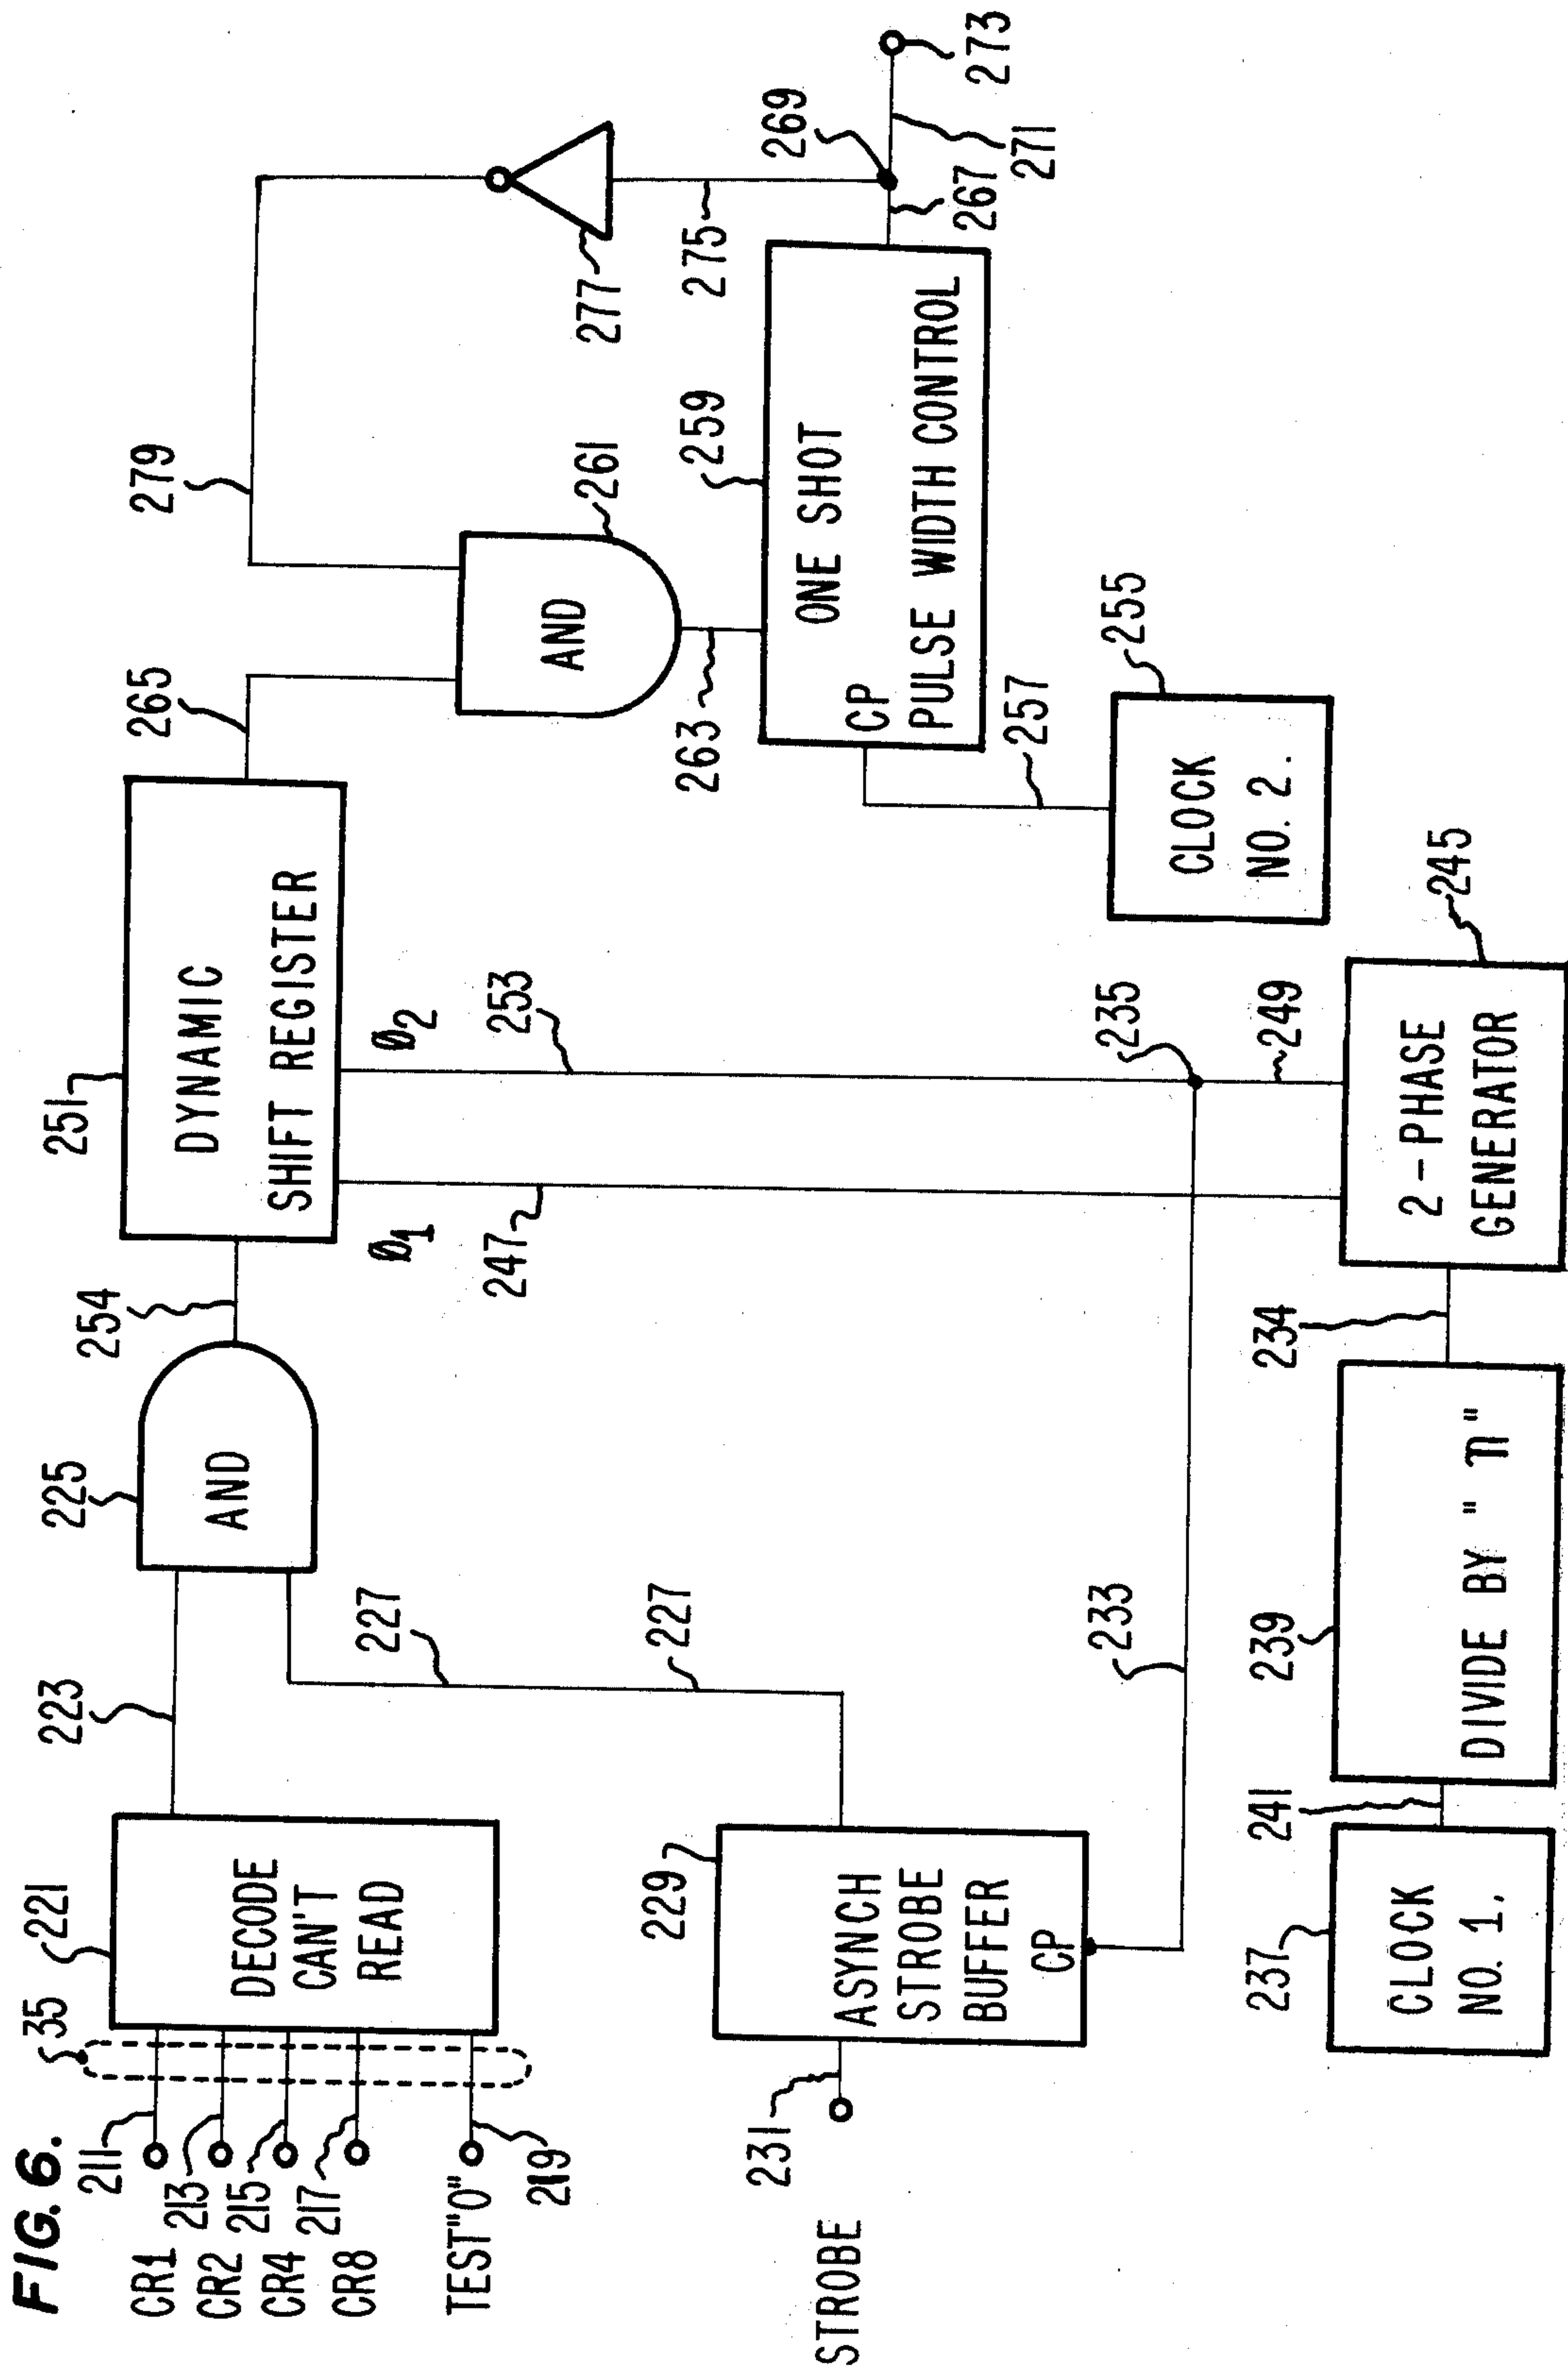 FIG. 6.
35
221
211
CR1
213
CR2
215
CR4
217
CR8
TEST"0"
219
DECODE
CAN'T
READ
223
225
AND
254
251
DYNAMIC
SHIFT REGISTER
Ø1
Ø2
265
279
AND
261
263
277
275
269
267
271
273
259
ONE SHOT
CP
PULSE WIDTH CONTROL
257
255
CLOCK
NO. 2.
227
227
229
ASYNCH
STROBE
BUFFER
CP
231
STROBE
233
247
253
235
249
245
2-PHASE
GENERATOR
234
239
DIVIDE BY "n"
241
237
CLOCK
NO. 1.